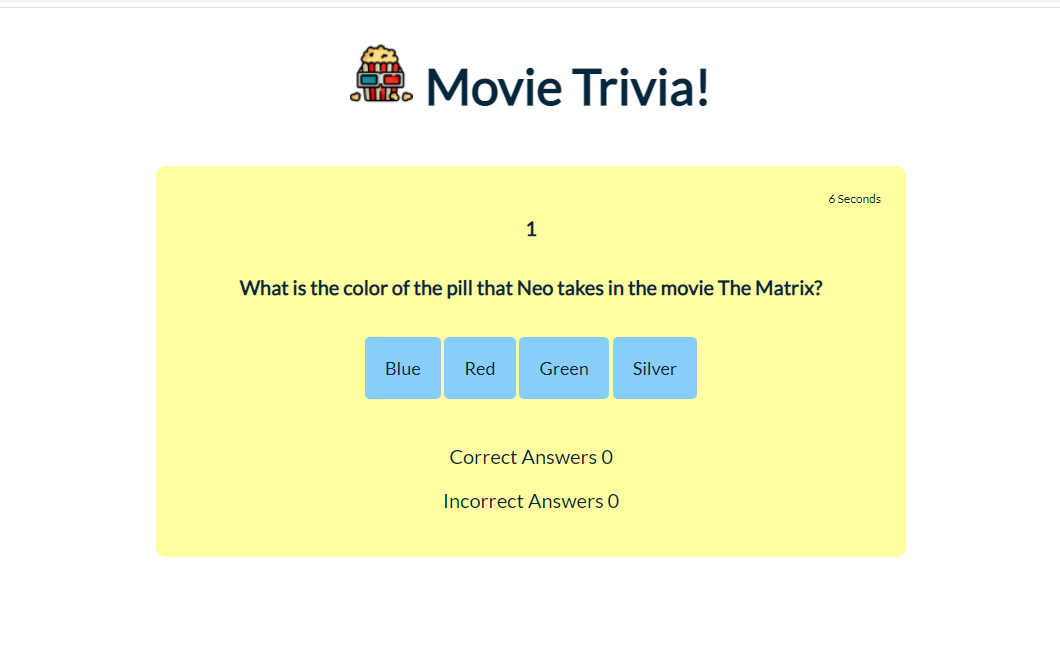 Movie Trivia!
6 Seconds
1
What is the color of the pill that Neo takes in the movie The Matrix?
Blue Red Green Silver
Correct Answers 0
Incorrect Answers 0